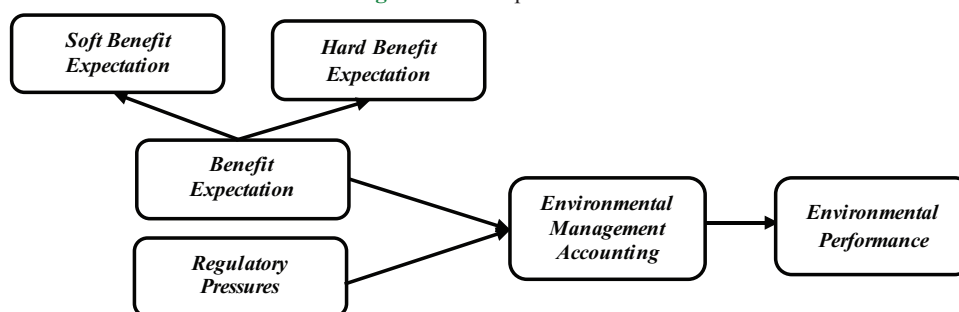 Soft Benefit
Expectation
Hard Benefit
Expectation
Benefit
Expectation
Regulatory
Pressures
Environmental
Management
Accounting
Environmental
Performance